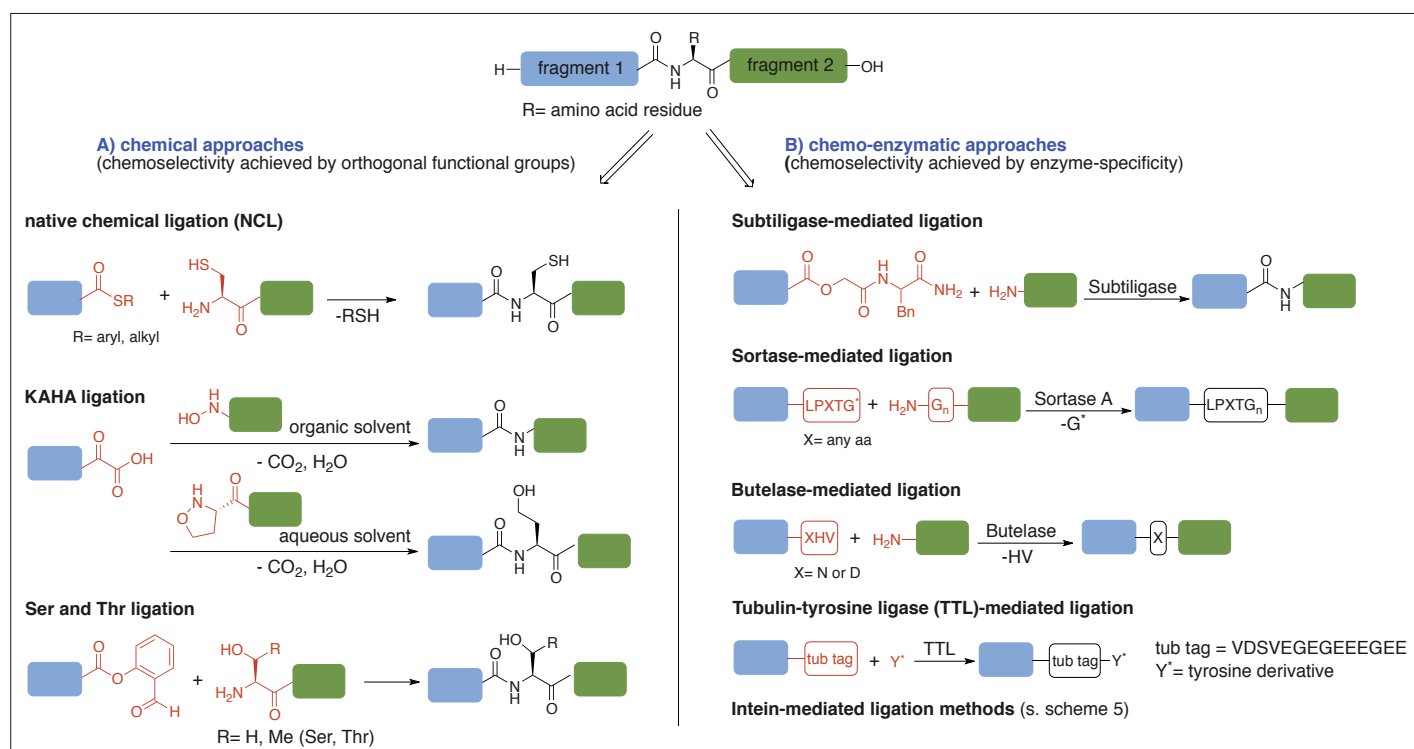 O
R
H
fragment 1
N
H
O
fragment 2
OH
R= amino acid residue
A) chemical approaches
(chemoselectivity achieved by orthogonal functional groups)
B) chemo-enzymatic approaches
(chemoselectivity achieved by enzyme-specificity)
native chemical ligation (NCL)
O
SR
R= aryl, alkyl
+
HS
H2N
O
-RSH
O
SH
N
H
O
KAHA ligation
O
OH
O
H
HO N
organic solvent
- CO2, H2O
O
N
H
H
N
O
O
aqueous solvent
- CO2, H2O
HO
O
N
H
O
Ser and Thr ligation
O
O
O H
+
HO R
H2N
O
R= H, Me (Ser, Thr)
HO R
O
N
H
O
Subtiligase-mediated ligation
O
O
O
H
N
O
NH2
Bn
+ H2N
Subtiligase
O
N
H
Sortase-mediated ligation
LPXTG* + H2N Gn
X= any aa
Sortase A
-G*
LPXTGn
Butelase-mediated ligation
XHV + H2N
X= N or D
Butelase
-HV
X
Tubulin-tyrosine ligase (TTL)-mediated ligation
tub tag + Y*
TTL
tub tag Y*
tub tag = VDSVEGEGEEEGEE
Y*= tyrosine derivative
Intein-mediated ligation methods (s. scheme 5)